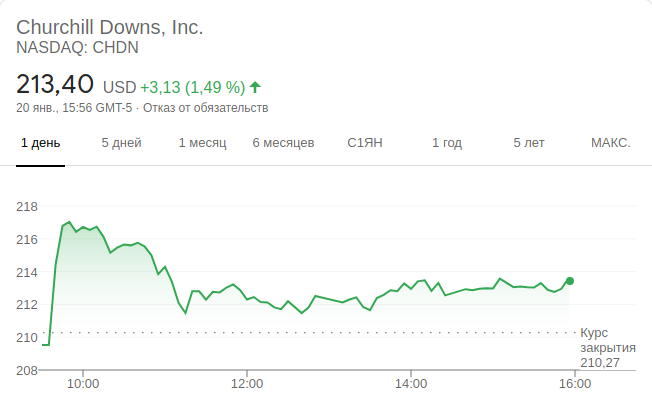 Churchill Downs, Inc.
NASDAQ: CHDN
213,40 USD +3,13 (1,49 %)
20 янв., 15:56 GMT-5 · Отказ от обязательств
1 день 5 дней 1 месяц 6 месяцев С1ЯН 1 год 5 лет МАКС.
218
216
214
212
210
208
Курс
закрытия
210,27
10:00 12:00 14:00 16:00